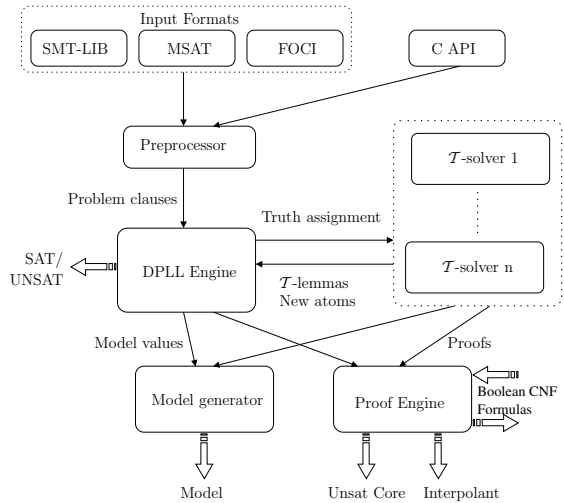 Input Formats
SMT-LIB
MSAT
FOCI
C API
Preprocessor
𝒯-solver 1
Problem clauses
Truth assignment
SAT/
UNSAT
DPLL Engine
𝒯-solver n
𝒯-lemmas
New atoms
Model values
Proofs
Model generator
Proof Engine
Boolean CNF
Formulas
Model
Unsat Core
Interpolant